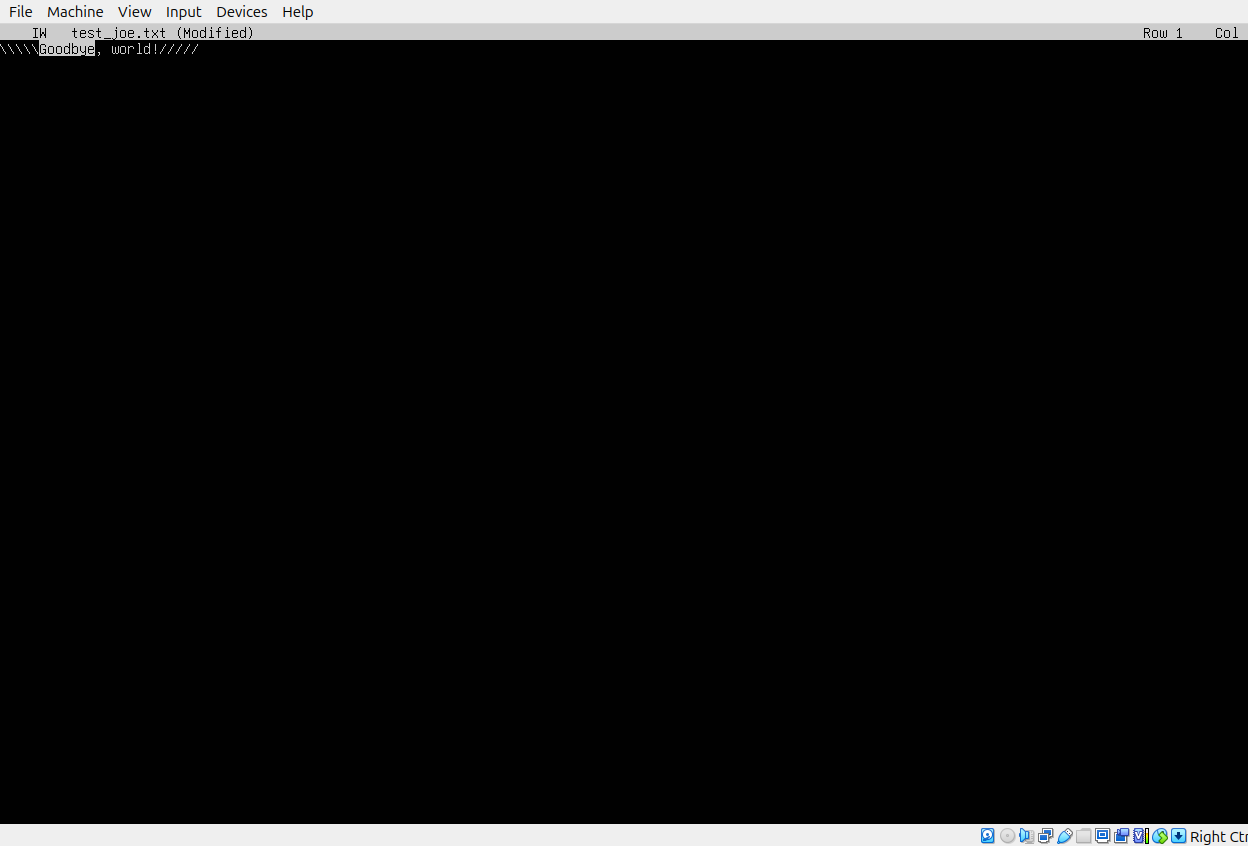 File Machine View Input Devices Help
IW test_joe.txt (Modified) Row 1 Col
\\\\\Goodbye, world!/////
Right Ctr